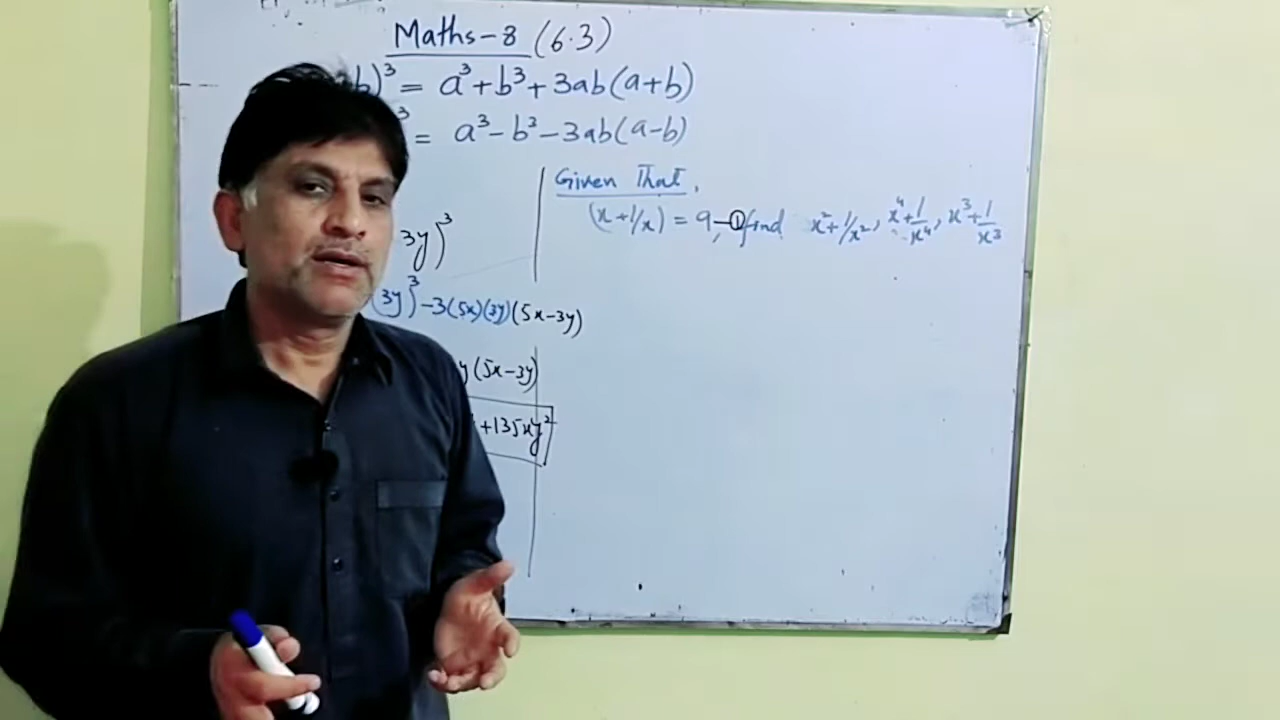 Maths-8 (6.3)
b)³ = a³+b³+3ab(a+b)
³ = a³-b³-3ab(a-b)
Given That,
(x+1/x) = 9,—① find x²+1/x², x⁴+1/x⁴, x³+1/x³
3y)³
(3y)³-3(5x)(3y)(5x-3y)
y(5x-3y)
+135xy²